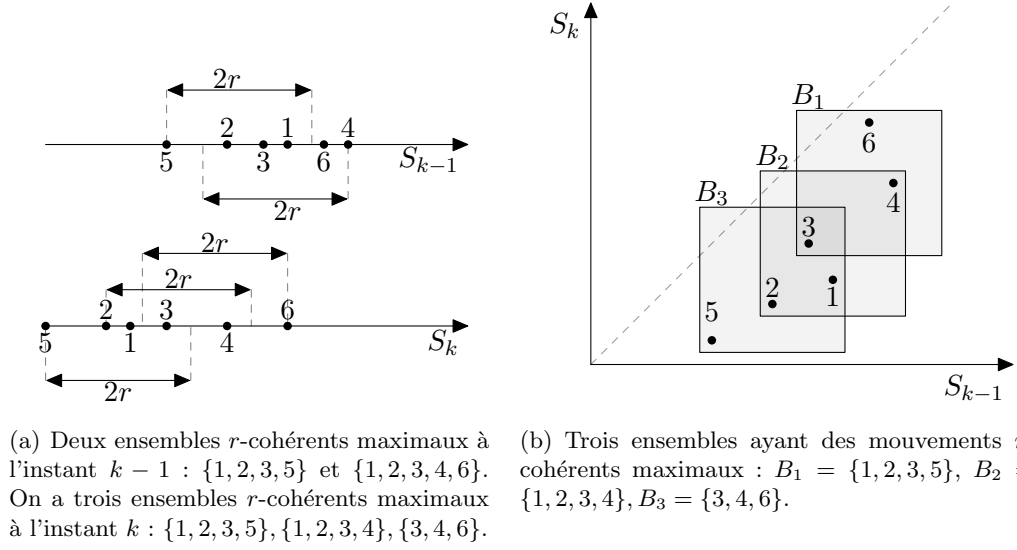 2r
2
1
4
5
3
6
S_{k-1}
2r
2r
2r
2
3
6
5
1
4
S_k
2r
S_k
B_1
6
B_2
4
B_3
3
2
1
5
S_{k-1}
(a) Deux ensembles r-cohérents maximaux à
l'instant k − 1 : {1, 2, 3, 5} et {1, 2, 3, 4, 6}.
On a trois ensembles r-cohérents maximaux
à l'instant k : {1, 2, 3, 5}, {1, 2, 3, 4}, {3, 4, 6}.
(b) Trois ensembles ayant des mouvements
cohérents maximaux : B_1 = {1, 2, 3, 5}, B_2 =
{1, 2, 3, 4}, B_3 = {3, 4, 6}.